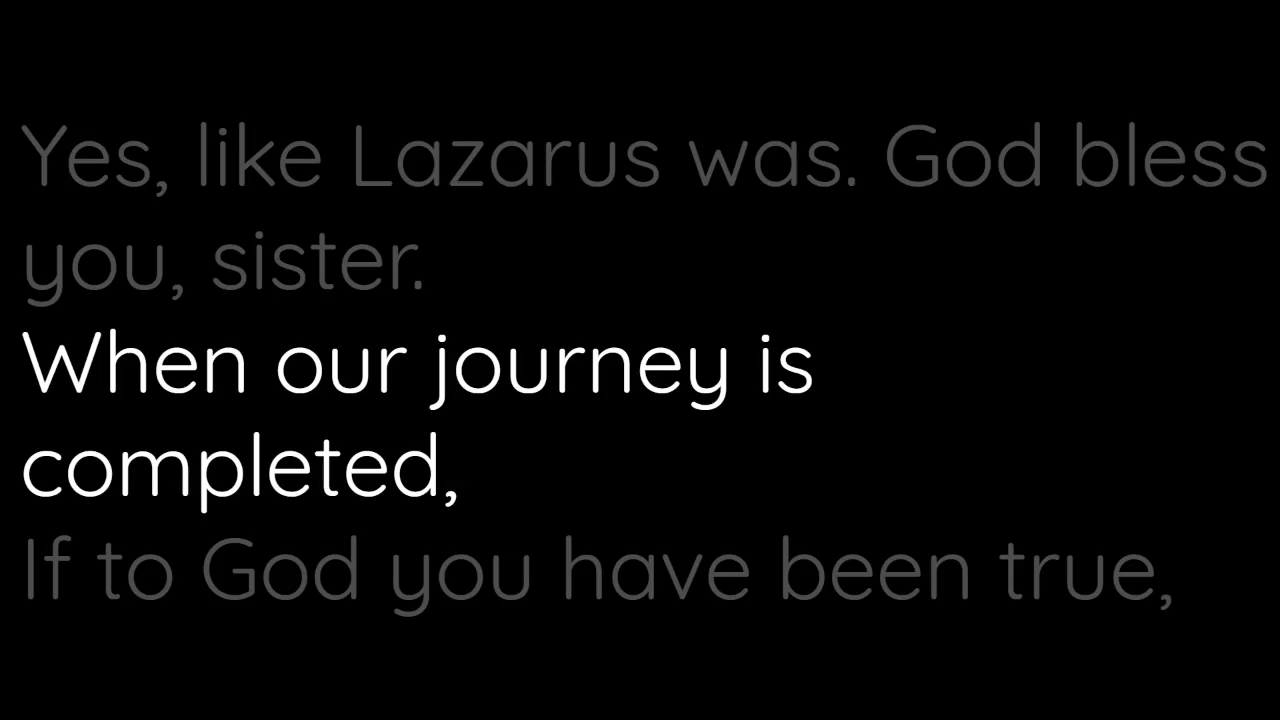 Yes, like Lazarus was. God bless
you, sister.
When our journey is
completed,
If to God you have been true,